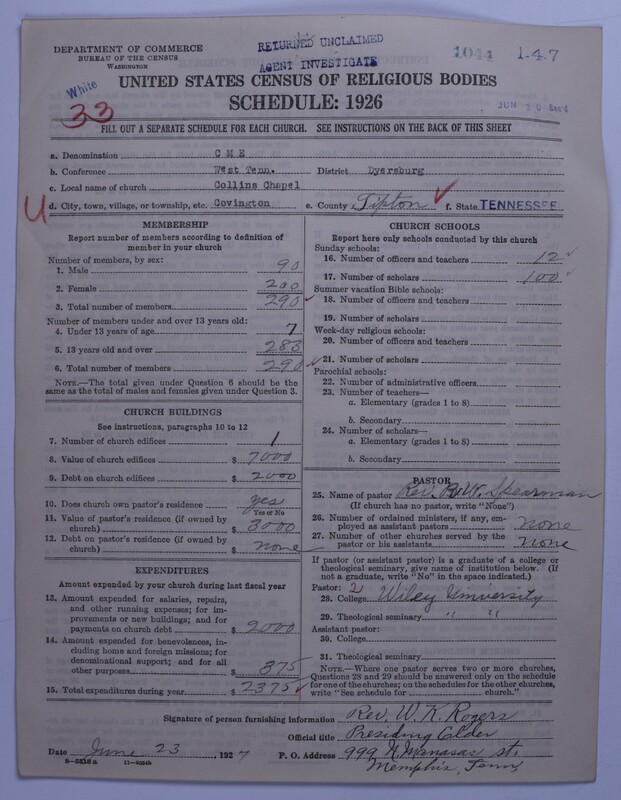 DEPARTMENT OF COMMERCE
BUREAU OF THE CENSUS
WASHINGTON
RETURNED UNCLAIMED
AGENT INVESTIGATE
1044
1-4-7
White
33
UNITED STATES CENSUS OF RELIGIOUS BODIES
SCHEDULE: 1926
JUN 20
FILL OUT A SEPARATE SCHEDULE FOR EACH CHURCH. SEE INSTRUCTIONS ON THE BACK OF THIS SHEET
a. Denomination C M E
b. Conference West Tenn. District Dyersburg
c. Local name of church Collins Chapel
U d. City, town, village, or township, etc. Covington e. County Tipton f. State TENNESSEE
MEMBERSHIP
Report number of members according to definition of member in your church
Number of members, by sex:
1. Male 90
2. Female 200
3. Total number of members 290
Number of members under and over 13 years old:
4. Under 13 years of age 7
5. 13 years old and over 283
6. Total number of members 290
NOTE.—The total given under Question 6 should be the
same as the total of males and females given under Question 3.
CHURCH BUILDINGS
See instructions, paragraphs 10 to 12
7. Number of church edifices 1
8. Value of church edifices $ 7000
9. Debt on church edifices $ 2000
10. Does church own pastor's residence yes
Yes or No
11. Value of pastor's residence (if owned by
church) $ 3000
12. Debt on pastor's residence (if owned by
church) $ none
EXPENDITURES
Amount expended by your church during last fiscal year
13. Amount expended for salaries, repairs,
and other running expenses; for im-
provements or new buildings; and for
payments on church debt $ 2000
14. Amount expended for benevolences, in-
cluding home and foreign missions; for
denominational support; and for all
other purposes $ 375
15. Total expenditures during year $ 2375
CHURCH SCHOOLS
Report here only schools conducted by this church
Sunday schools:
16. Number of officers and teachers 12
17. Number of scholars 100
Summer vacation Bible schools:
18. Number of officers and teachers
19. Number of scholars
Week-day religious schools:
20. Number of officers and teachers
21. Number of scholars
Parochial schools:
22. Number of administrative officers
23. Number of teachers—
a. Elementary (grades 1 to 8)
b. Secondary
24. Number of scholars—
a. Elementary (grades 1 to 8)
b. Secondary
PASTOR
25. Name of pastor Rev. R. W. Spearman
(If church has no pastor, write "None")
26. Number of ordained ministers, if any, em-
ployed as assistant pastors none
27. Number of other churches served by the
pastor or his assistants none
If pastor (or assistant pastor) is a graduate of a college or
theological seminary, give name of institution below. (If
not a graduate, write "No" in the space indicated.)
Pastor: 2
28. College Wiley University
29. Theological seminary " "
Assistant pastor:
30. College
31. Theological seminary
NOTE.—Where one pastor serves two or more churches,
Questions 28 and 29 should be answered only on the schedule
for one of the churches; on the schedules for the other churches,
write "See schedule for church."
Signature of person furnishing information Rev. W. K. Rogers
Official title Presiding Elder
Date June 23, 1927 P. O. Address 999 N. Manasas st.
8-5318a 11-9254b Memphis, Tenn,